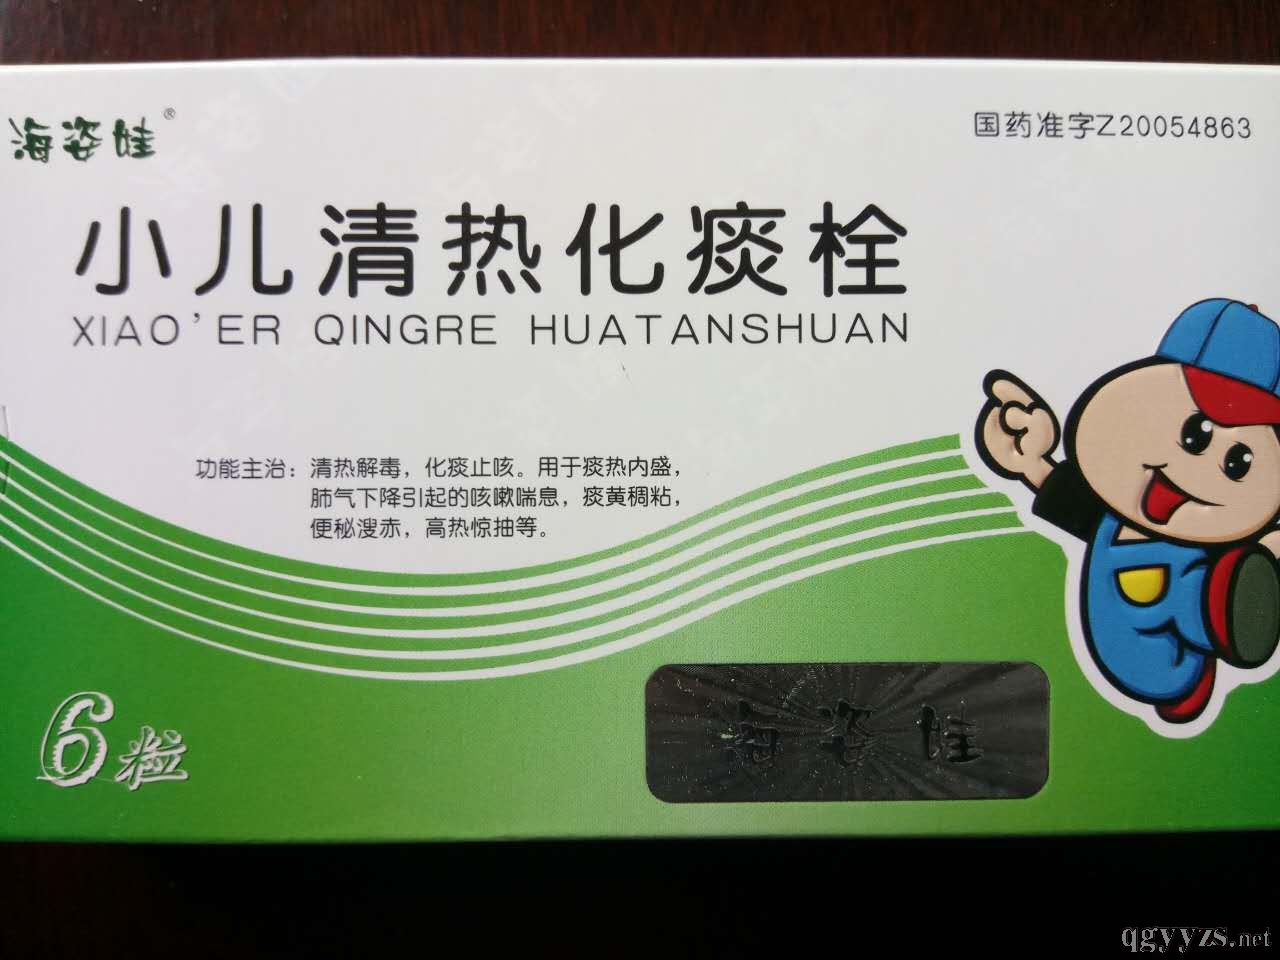 海姿娃®
国药准字Z20054863
小儿清热化痰栓
XIAO'ER QINGRE HUATANSHUAN
功能主治：清热解毒，化痰止咳。用于痰热内盛，
肺气下降引起的咳嗽喘息，痰黄稠粘，
便秘溲赤，高热惊抽等。
6粒
海姿娃
qgyyzs.net